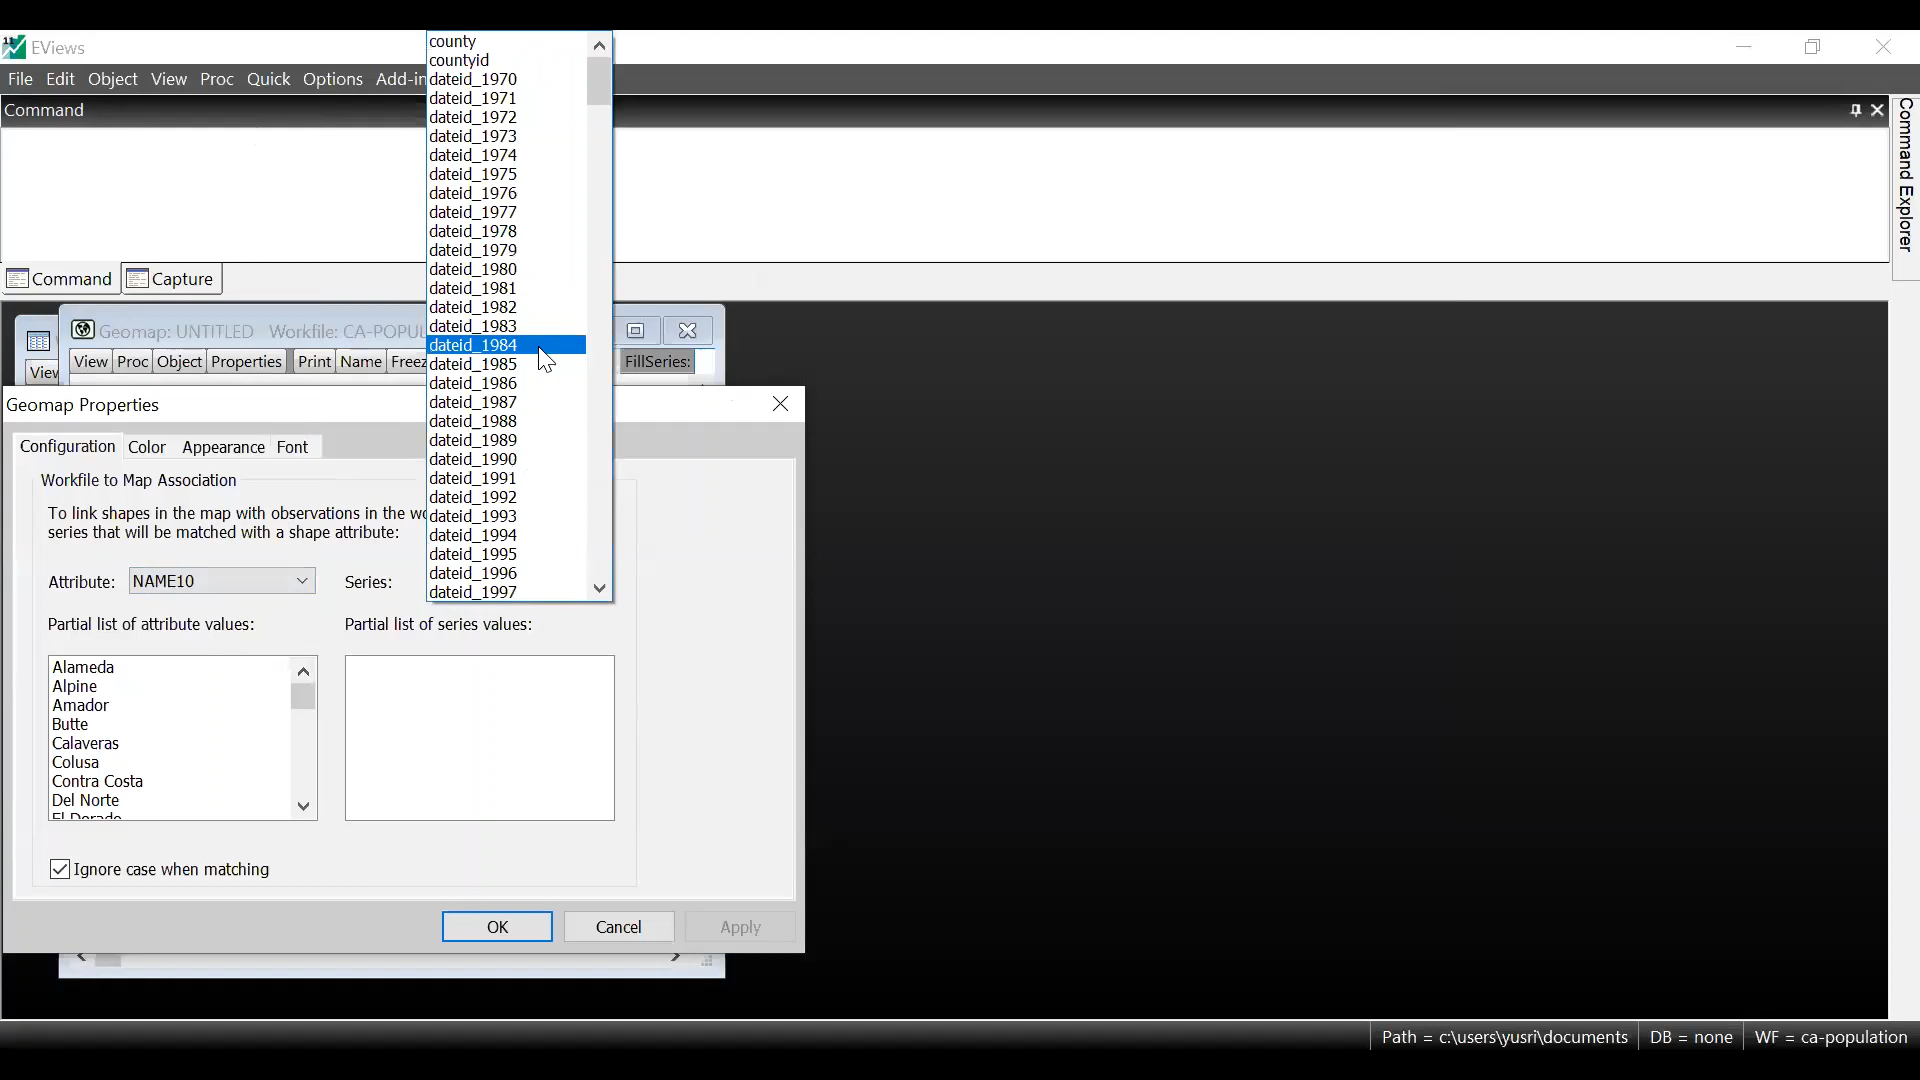 EViews
File Edit Object View Proc Quick Options Add-in
Command
Command Explorer
county
countyid
dateid_1970
dateid_1971
dateid_1972
dateid_1973
dateid_1974
dateid_1975
dateid_1976
dateid_1977
dateid_1978
dateid_1979
dateid_1980
dateid_1981
dateid_1982
dateid_1983
dateid_1984
dateid_1985
dateid_1986
dateid_1987
dateid_1988
dateid_1989
dateid_1990
dateid_1991
dateid_1992
dateid_1993
dateid_1994
dateid_1995
dateid_1996
dateid_1997
Command Capture
Geomap: UNTITLED Workfile: CA-POPUL
View
View Proc Object Properties Print Name Freez FillSeries:
Geomap Properties
Configuration Color Appearance Font
Workfile to Map Association
To link shapes in the map with observations in the wo
series that will be matched with a shape attribute:
Attribute: NAME10 Series:
Partial list of attribute values: Partial list of series values:
Alameda
Alpine
Amador
Butte
Calaveras
Colusa
Contra Costa
Del Norte
El Dorado
Ignore case when matching
OK Cancel Apply
Path = c:\users\yusri\documents DB = none WF = ca-population